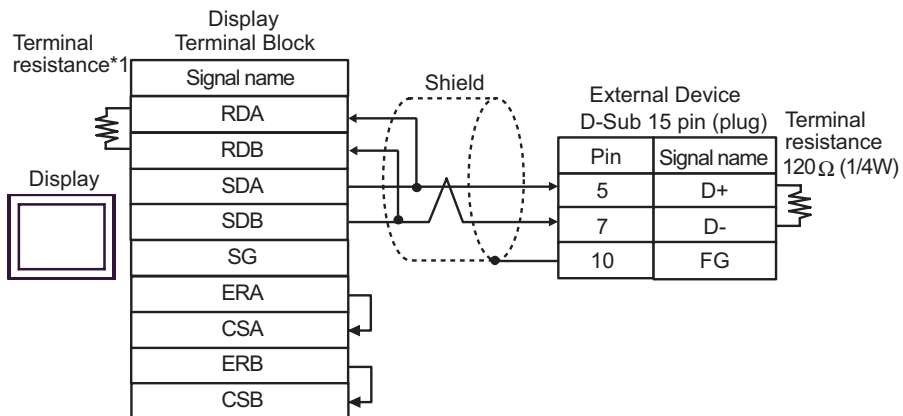 Display
Terminal Block
Terminal
resistance*1
Signal name
RDA
RDB
SDA
SDB
SG
ERA
CSA
ERB
CSB
Display
Shield
External Device
D-Sub 15 pin (plug)
Pin Signal name
5 D+
7 D-
10 FG
Terminal
resistance
120Ω (1/4W)